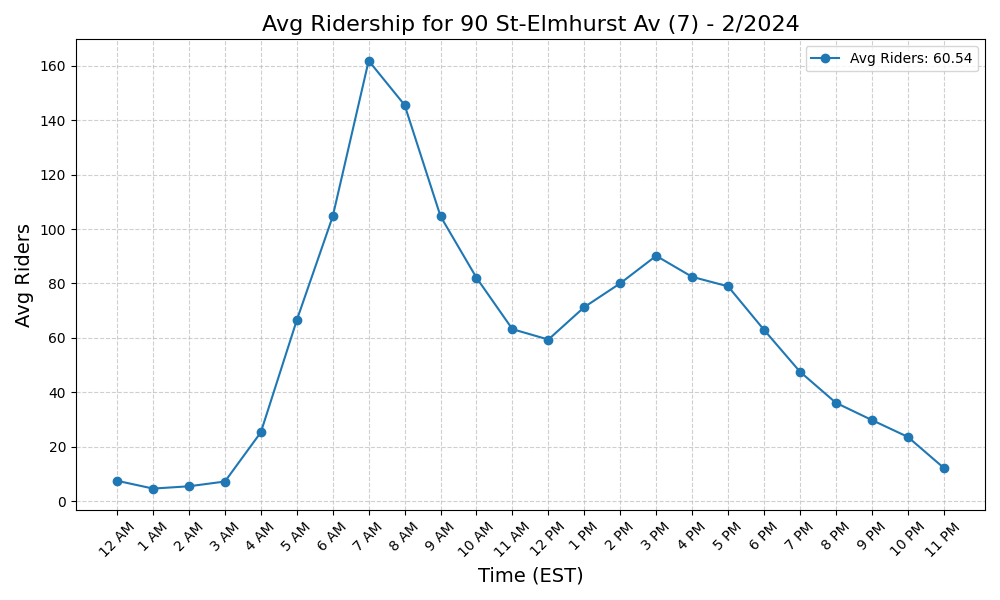 Avg Ridership for 90 St-Elmhurst Av (7) - 2/2024
Avg Riders: 60.54
Avg Riders
160
140
120
100
80
60
40
20
0
12 AM
1 AM
2 AM
3 AM
4 AM
5 AM
6 AM
7 AM
8 AM
9 AM
10 AM
11 AM
12 PM
1 PM
2 PM
3 PM
4 PM
5 PM
6 PM
7 PM
8 PM
9 PM
10 PM
11 PM
Time (EST)